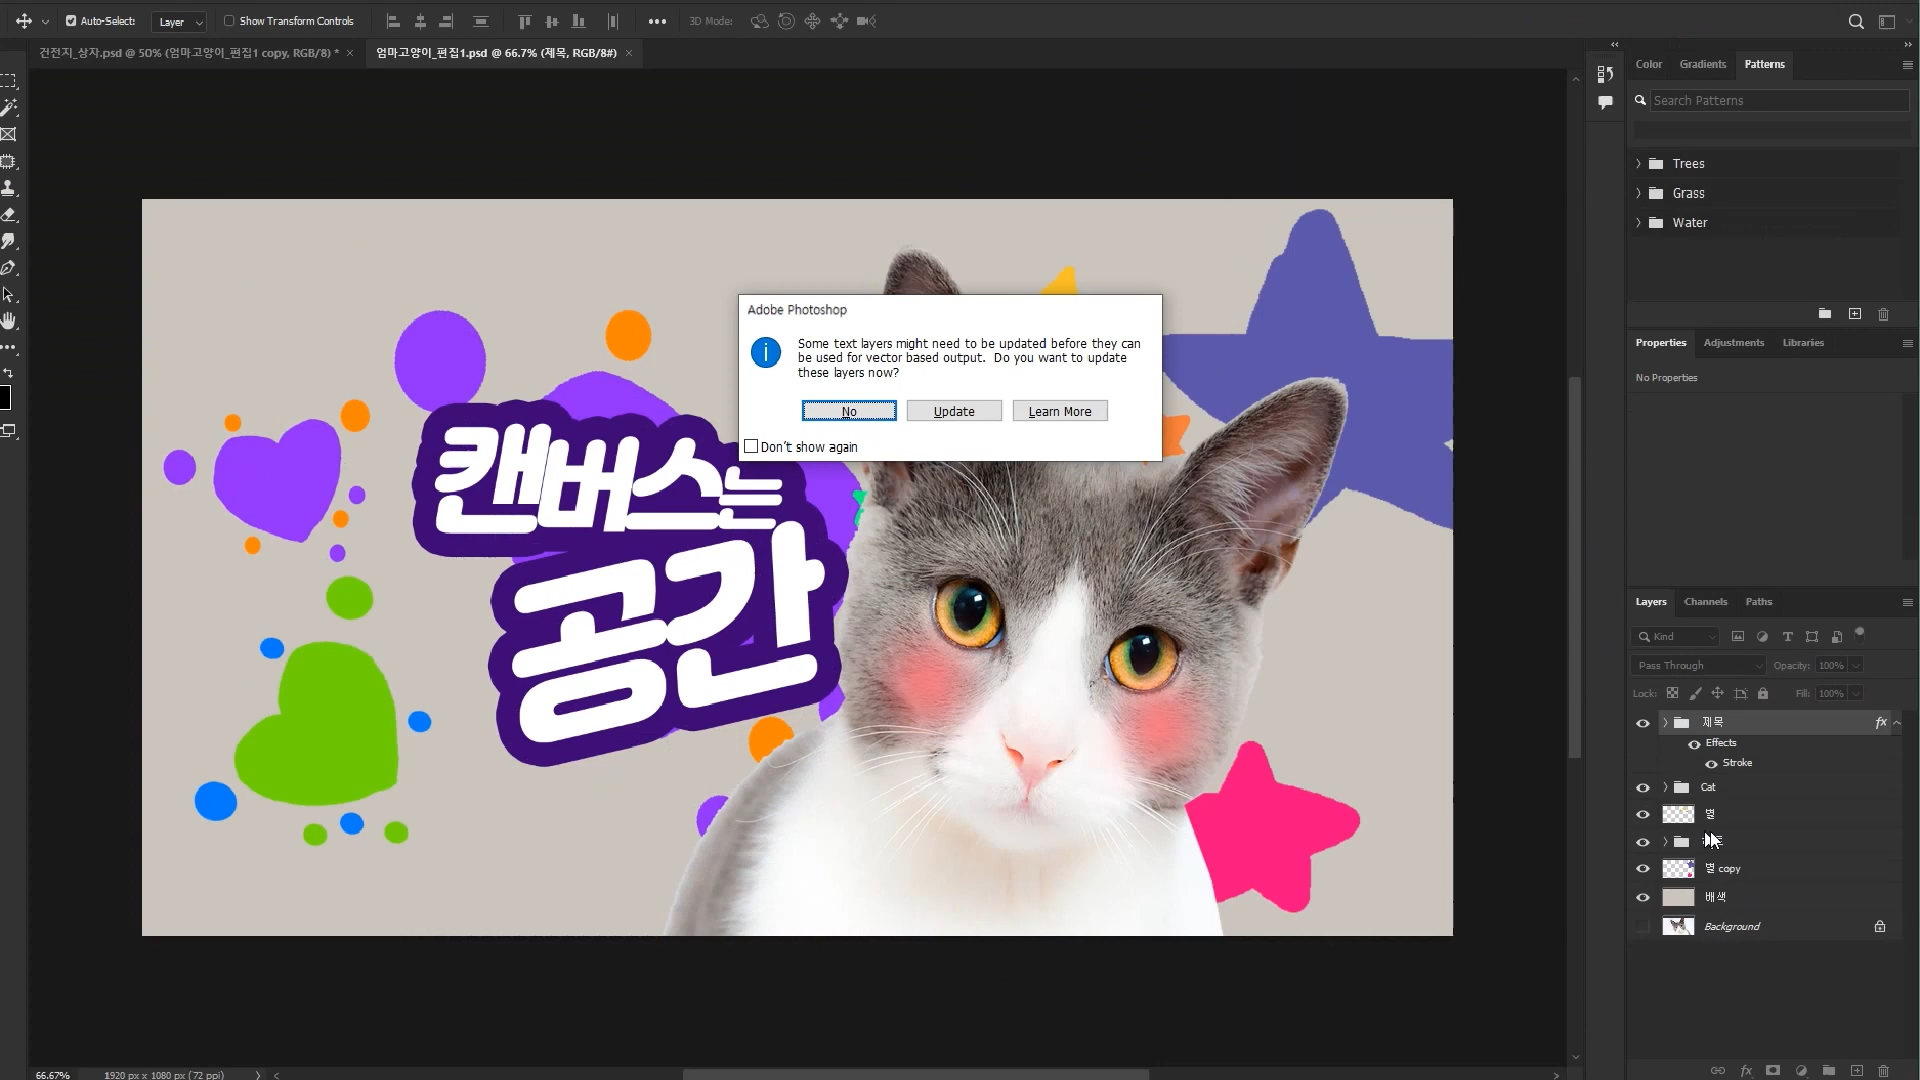 Auto-Select:
Layer
Show Transform Controls
3D Mode:
건전지_상자.psd @ 50% (엄마고양이_편집1 copy, RGB/8) *
엄마고양이_편집1.psd @ 66.7% (제목, RGB/8#)
Color
Gradients
Patterns
Search Patterns
Trees
Grass
Water
Adobe Photoshop
Some text layers might need to be updated before they can
be used for vector based output. Do you want to update
these layers now?
No
Update
Learn More
Don't show again
캔버스는
공간
Properties
Adjustments
Libraries
No Properties
Layers
Channels
Paths
Kind
Pass Through
Opacity: 100%
Lock:
Fill: 100%
제목
fx
Effects
Stroke
Cat
별
별 copy
배색
Background
66.67%
1920 px x 1080 px (72 ppi)
fx